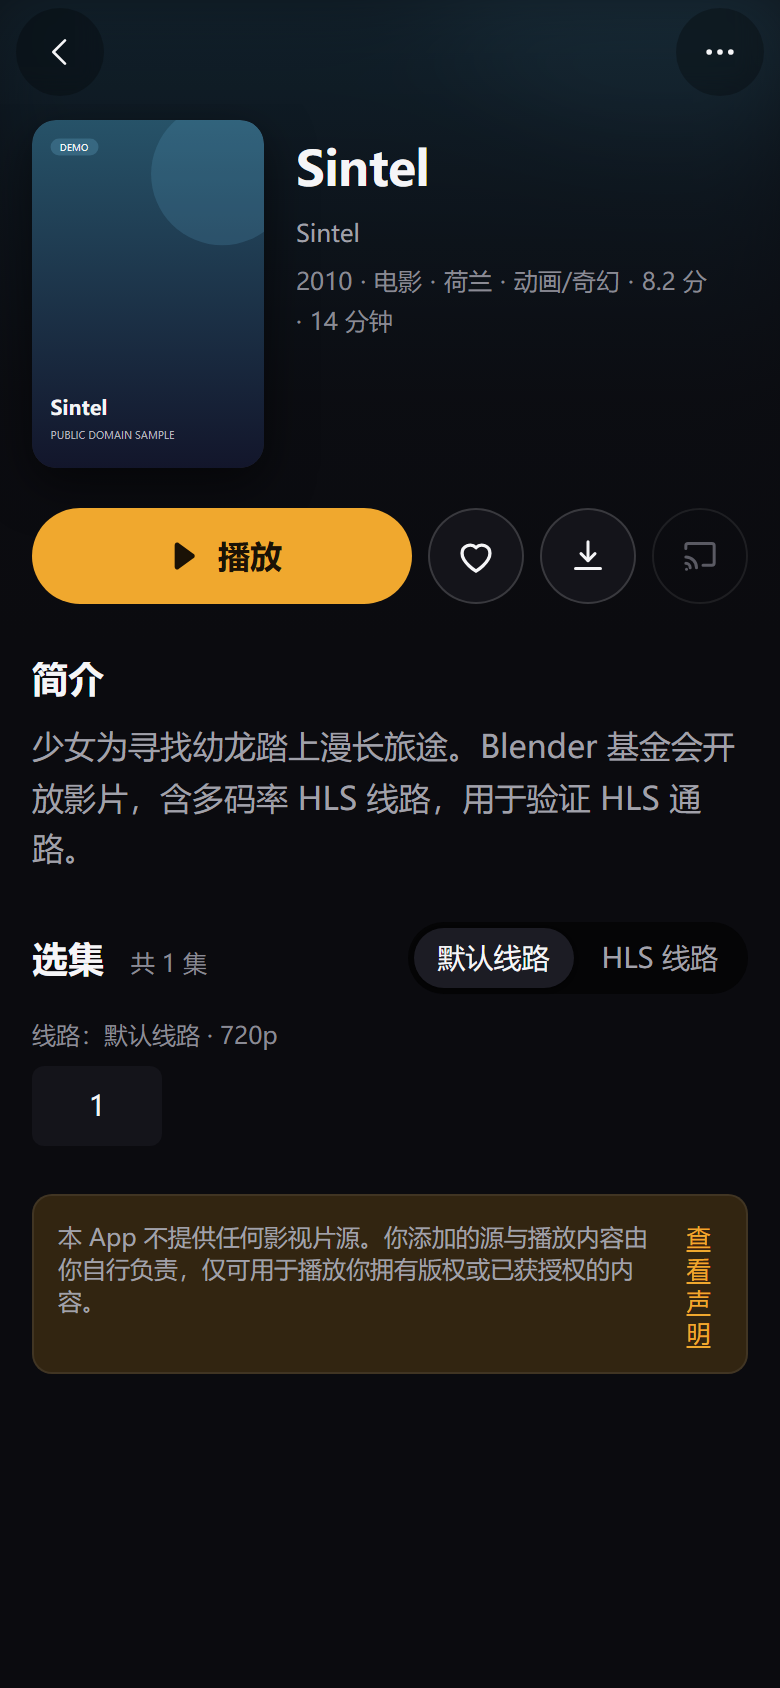 DEMO
Sintel
PUBLIC DOMAIN SAMPLE
Sintel
Sintel
2010 · 电影 · 荷兰 · 动画/奇幻 · 8.2 分
· 14 分钟
播放
简介
少女为寻找幼龙踏上漫长旅途。Blender 基金会开
放影片，含多码率 HLS 线路，用于验证 HLS 通
路。
选集 共 1 集
默认线路 HLS 线路
线路：默认线路 · 720p
1
本 App 不提供任何影视片源。你添加的源与播放内容由
你自行负责，仅可用于播放你拥有版权或已获授权的内
容。
查
看
声
明